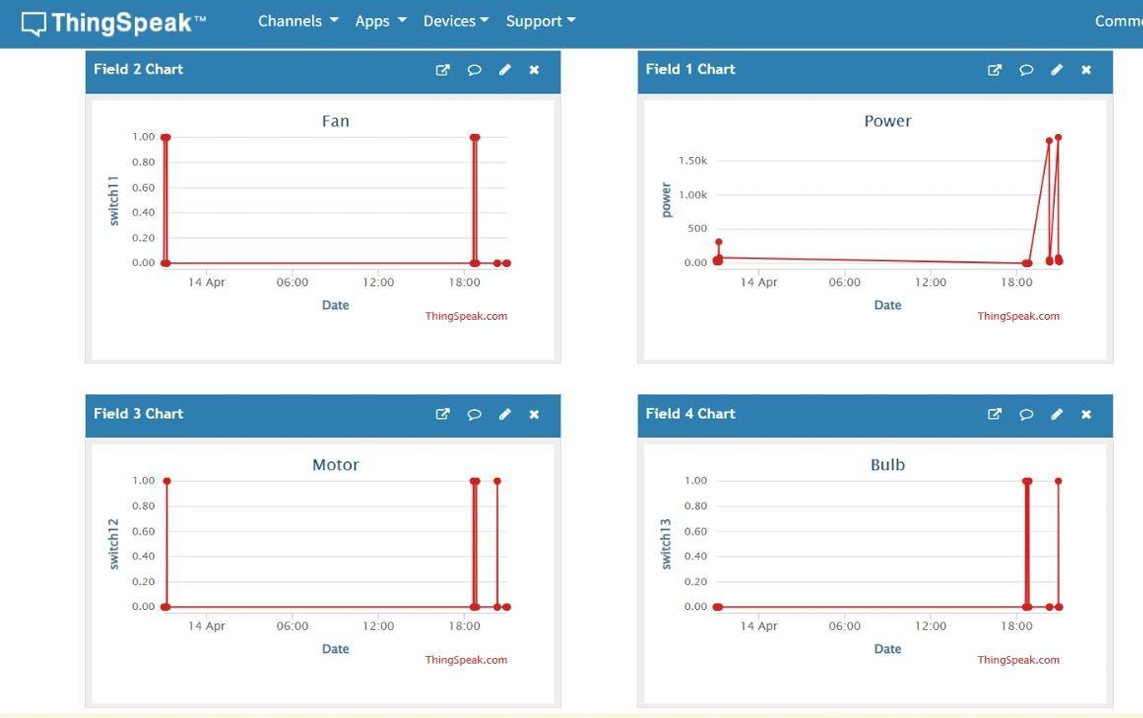 ThingSpeak™ Channels Apps Devices Support Comm
Field 2 Chart
Fan
1.00
0.80
0.60
0.40
0.20
0.00
switch11
14 Apr 06:00 12:00 18:00
Date
ThingSpeak.com
Field 1 Chart
Power
1.50k
1.00k
500
0.00
power
14 Apr 06:00 12:00 18:00
Date
ThingSpeak.com
Field 3 Chart
Motor
1.00
0.80
0.60
0.40
0.20
0.00
switch12
14 Apr 06:00 12:00 18:00
Date
ThingSpeak.com
Field 4 Chart
Bulb
1.00
0.80
0.60
0.40
0.20
0.00
switch13
14 Apr 06:00 12:00 18:00
Date
ThingSpeak.com